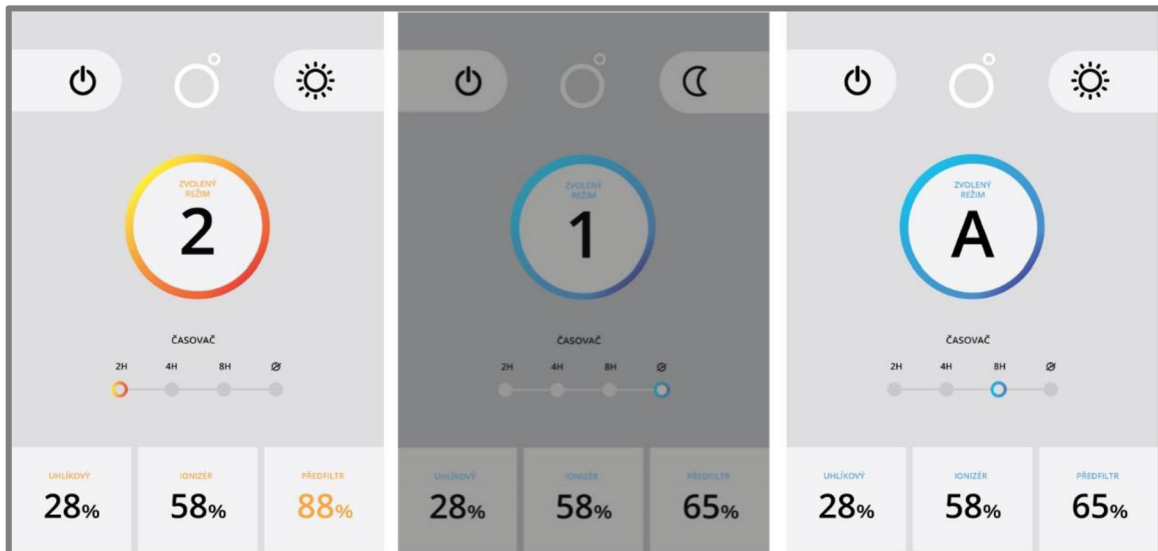 ZVOLENÝ
REŽIM
2
ČASOVAČ
2H 4H 8H Ø
UHLÍKOVÝ IONIZÉR PŘEDFILTR
28% 58% 88%
ZVOLENÝ
REŽIM
1
ČASOVAČ
2H 4H 8H Ø
UHLÍKOVÝ IONIZÉR PŘEDFILTR
28% 58% 65%
ZVOLENÝ
REŽIM
A
ČASOVAČ
2H 4H 8H Ø
UHLÍKOVÝ IONIZÉR PŘEDFILTR
28% 58% 65%